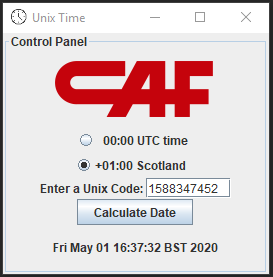 Unix Time
Control Panel
CAF
00:00 UTC time
+01:00 Scotland
Enter a Unix Code: 1588347452
Calculate Date
Fri May 01 16:37:32 BST 2020